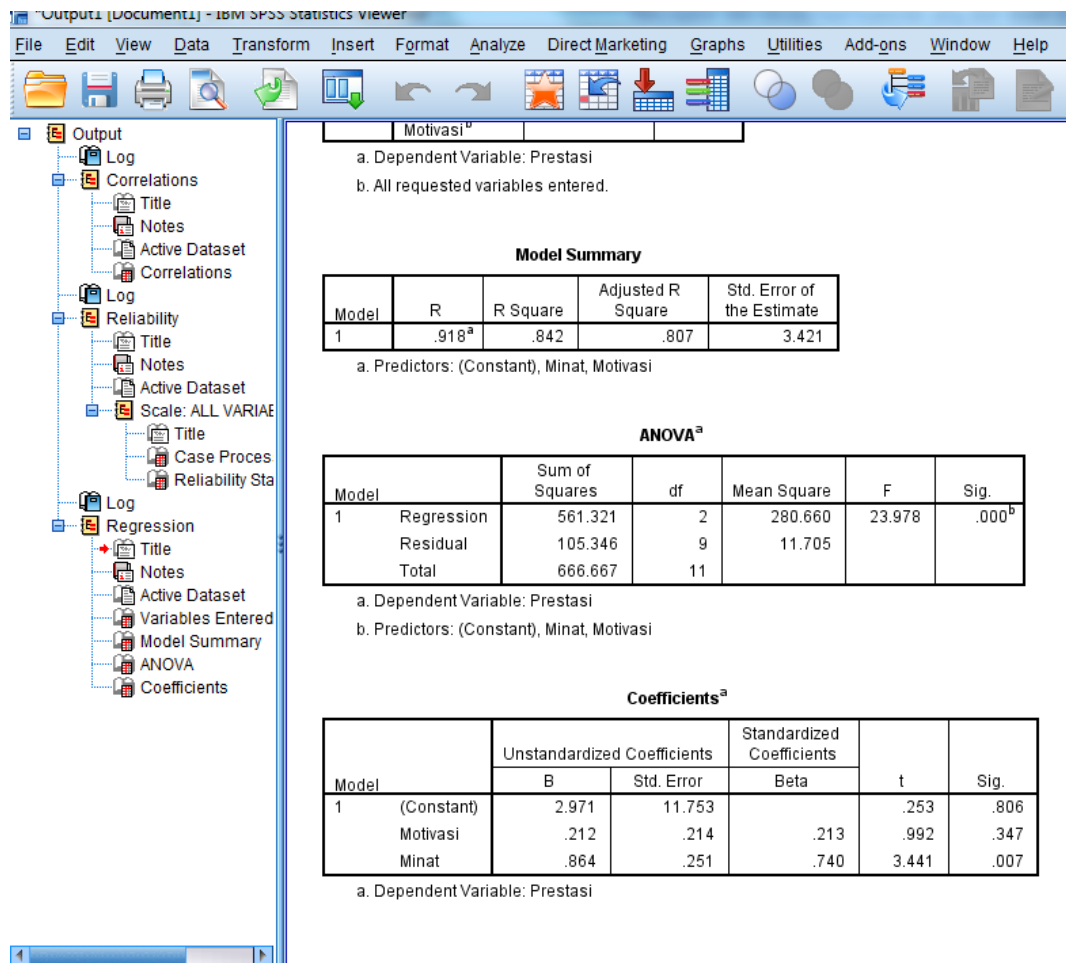 *Output1 [Document1] - IBM SPSS Statistics Viewer
File Edit View Data Transform Insert Format Analyze Direct Marketing Graphs Utilities Add-ons Window Help
Output
Log
Correlations
Title
Notes
Active Dataset
Correlations
Log
Reliability
Title
Notes
Active Dataset
Scale: ALL VARIAE
Title
Case Proces
Reliability Sta
Log
Regression
Title
Notes
Active Dataset
Variables Entered
Model Summary
ANOVA
Coefficients
Motivasi b
a. Dependent Variable: Prestasi
b. All requested variables entered.
Model Summary
Model R R Square Adjusted R Square Std. Error of the Estimate
1 .918a .842 .807 3.421
a. Predictors: (Constant), Minat, Motivasi
ANOVAa
Model Sum of Squares df Mean Square F Sig.
1 Regression 561.321 2 280.660 23.978 .000b
Residual 105.346 9 11.705
Total 666.667 11
a. Dependent Variable: Prestasi
b. Predictors: (Constant), Minat, Motivasi
Coefficientsa
Unstandardized Coefficients Standardized Coefficients
Model B Std. Error Beta t Sig.
1 (Constant) 2.971 11.753 .253 .806
Motivasi .212 .214 .213 .992 .347
Minat .864 .251 .740 3.441 .007
a. Dependent Variable: Prestasi